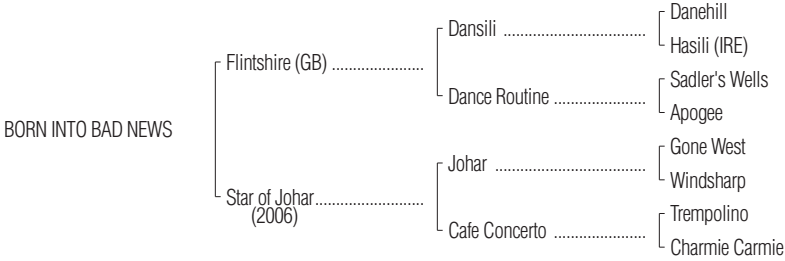 Danehill
Dansili ................................
Hasili (IRE)
Flintshire (GB) .....................
Sadler's Wells
Dance Routine .....................
Apogee
BORN INTO BAD NEWS
Gone West
Johar ..................................
Windsharp
Star of Johar.........................
(2006)
Trempolino
Cafe Concerto .....................
Charmie Carmie